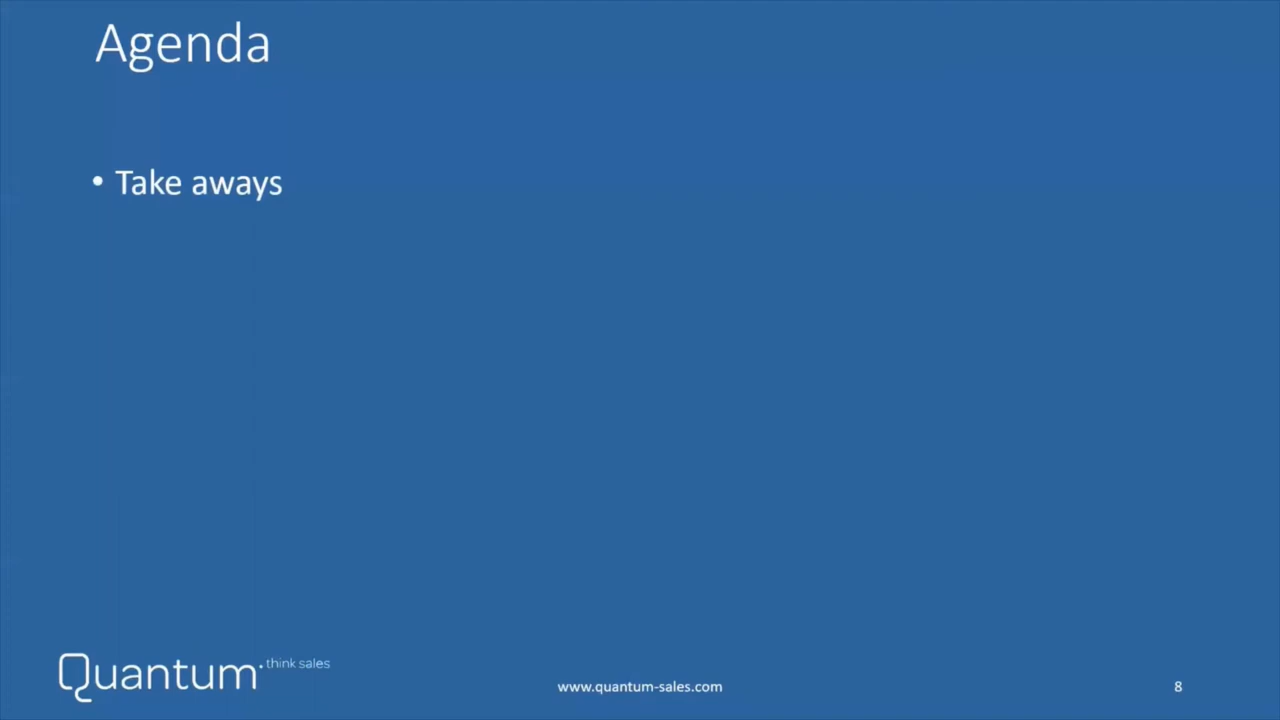 Agenda
• Take aways
Quantum think sales
www.quantum-sales.com
8